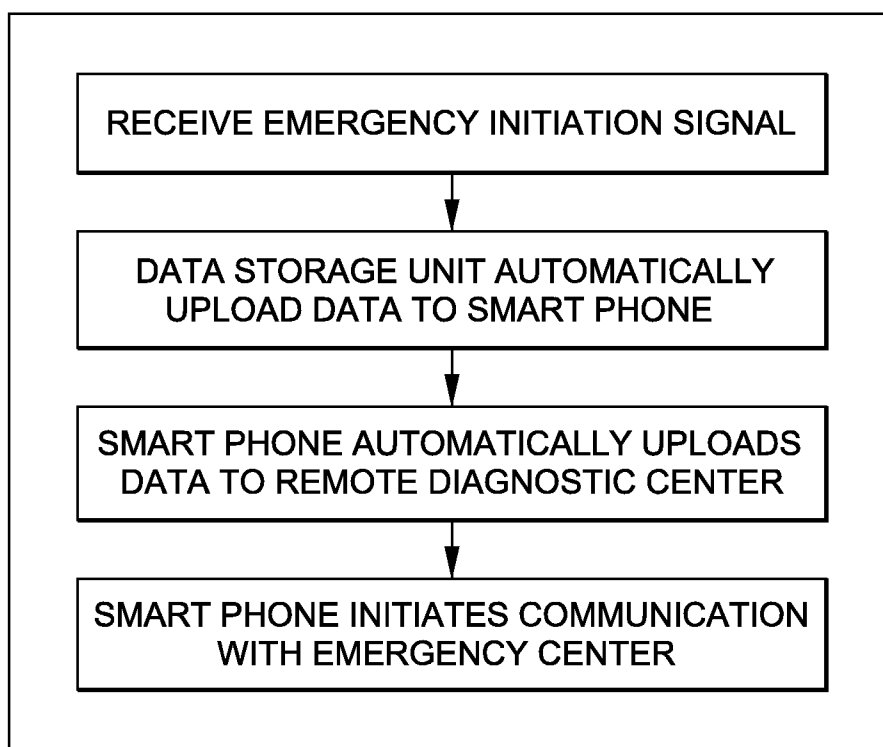 RECEIVE EMERGENCY INITIATION SIGNAL
DATA STORAGE UNIT AUTOMATICALLY
UPLOAD DATA TO SMART PHONE
SMART PHONE AUTOMATICALLY UPLOADS
DATA TO REMOTE DIAGNOSTIC CENTER
SMART PHONE INITIATES COMMUNICATION
WITH EMERGENCY CENTER